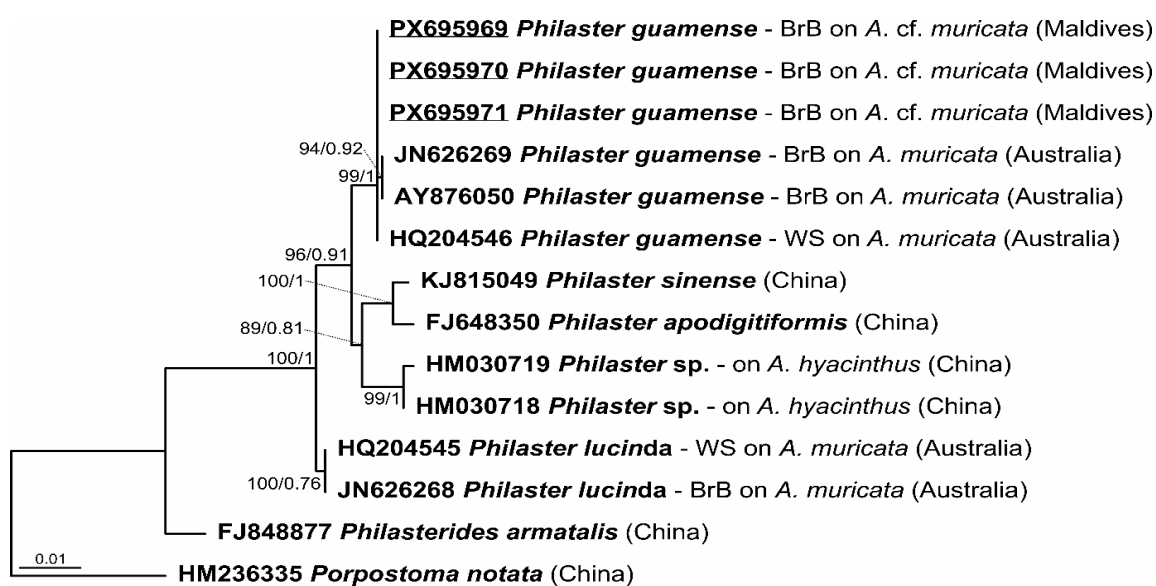 PX695969 Philaster guamense - BrB on A. cf. muricata (Maldives)
PX695970 Philaster guamense - BrB on A. cf. muricata (Maldives)
PX695971 Philaster guamense - BrB on A. cf. muricata (Maldives)
94/0.92
JN626269 Philaster guamense - BrB on A. muricata (Australia)
99/1
AY876050 Philaster guamense - BrB on A. muricata (Australia)
HQ204546 Philaster guamense - WS on A. muricata (Australia)
96/0.91
100/1
KJ815049 Philaster sinense (China)
FJ648350 Philaster apodigitiformis (China)
89/0.81
100/1
HM030719 Philaster sp. - on A. hyacinthus (China)
99/1
HM030718 Philaster sp. - on A. hyacinthus (China)
HQ204545 Philaster lucinda - WS on A. muricata (Australia)
100/0.76
JN626268 Philaster lucinda - BrB on A. muricata (Australia)
FJ848877 Philasterides armatalis (China)
0.01
HM236335 Porpostoma notata (China)